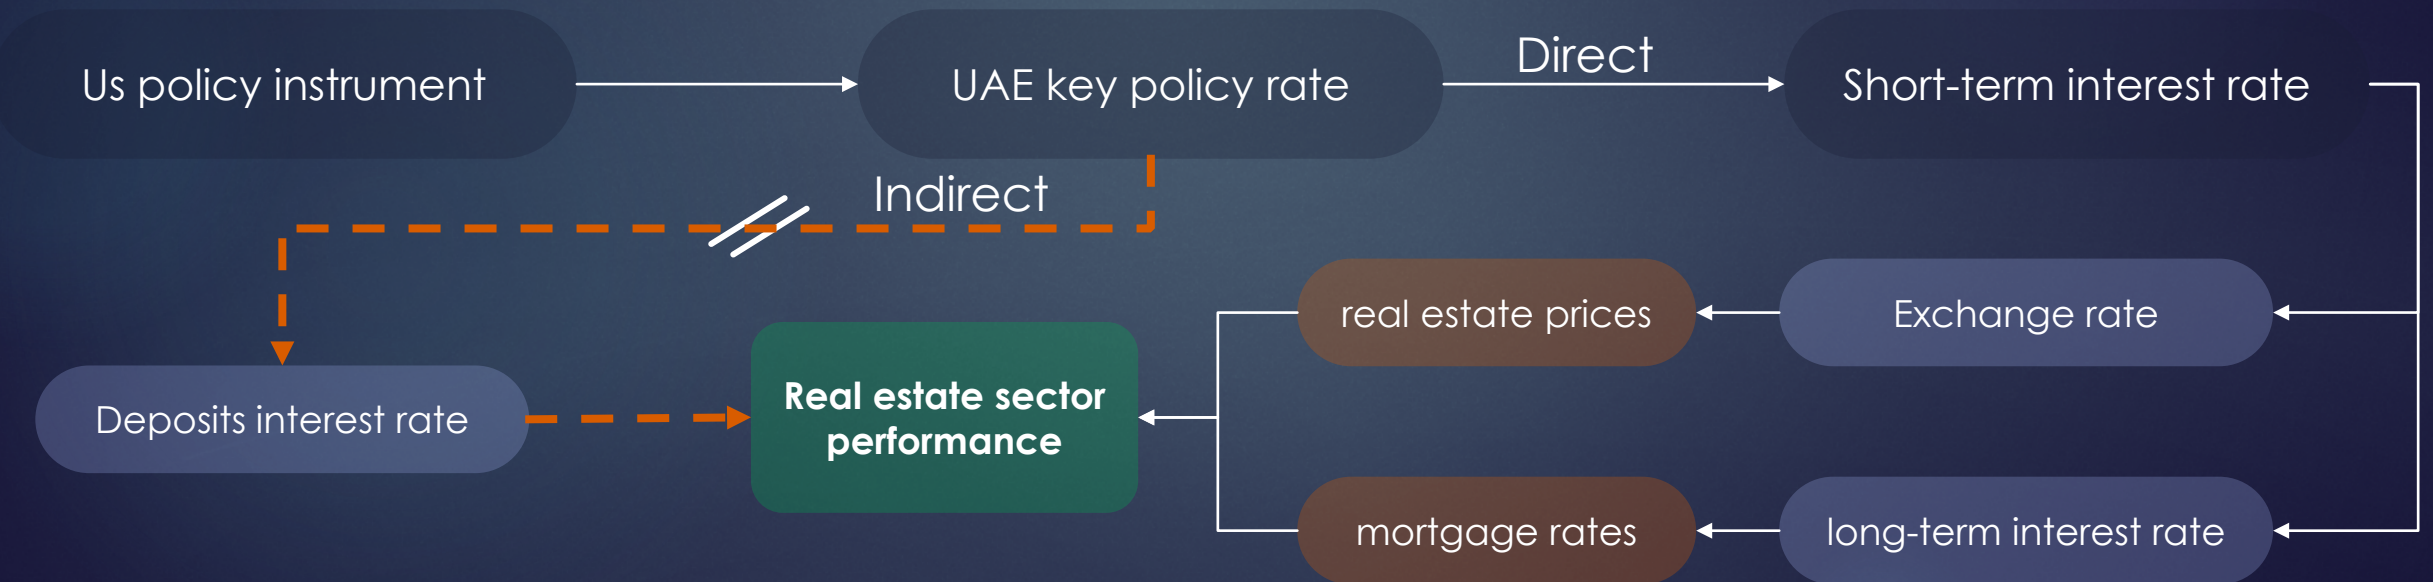 Us policy instrument
UAE key policy rate
Direct
Short-term interest rate
Indirect
real estate prices
Exchange rate
Deposits interest rate
Real estate sector
performance
mortgage rates
long-term interest rate